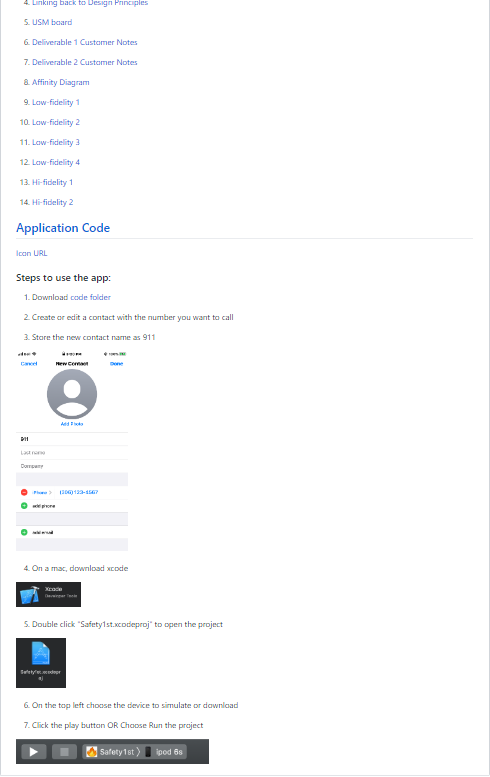 4. Linking back to Design Principles
5. USM board
6. Deliverable 1 Customer Notes
7. Deliverable 2 Customer Notes
8. Affinity Diagram
9. Low-fidelity 1
10. Low-fidelity 2
11. Low-fidelity 3
12. Low-fidelity 4
13. Hi-fidelity 1
14. Hi-fidelity 2
Application Code
Icon URL
Steps to use the app:
1. Download code folder
2. Create or edit a contact with the number you want to call
3. Store the new contact name as 911
Cancel New Contact Done
Add Photo
911
Last name
Company
iPhone > (306) 123-4567
add phone
add email
4. On a mac, download xcode
Xcode
Developer Tools
5. Double click "Safety1st.xcodeproj" to open the project
Safety1st.xcodepr
oj
6. On the top left choose the device to simulate or download
7. Click the play button OR Choose Run the project
Safety1st 〉 Ipod 6s